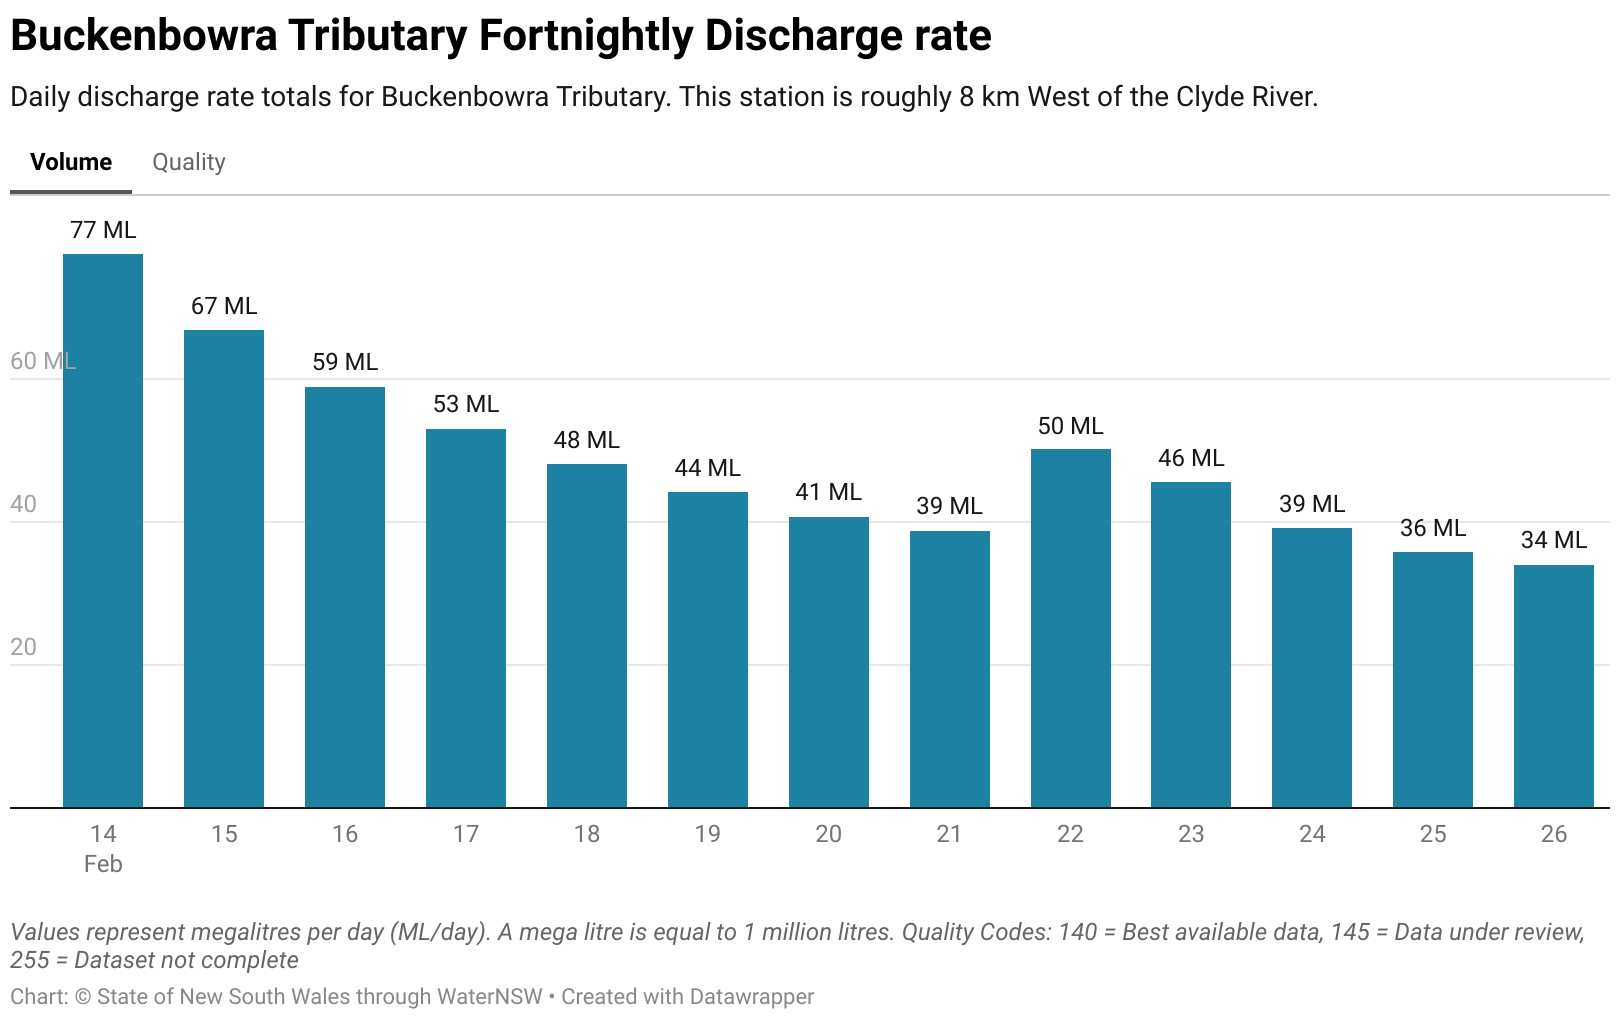 Buckenbowra Tributary Fortnightly Discharge rate
Daily discharge rate totals for Buckenbowra Tributary. This station is roughly 8 km West of the Clyde River.
Volume Quality
77 ML
67 ML
60 ML
59 ML
53 ML
48 ML
44 ML
41 ML
39 ML
50 ML
46 ML
39 ML
36 ML
34 ML
40
20
14 15 16 17 18 19 20 21 22 23 24 25 26
Feb
Values represent megalitres per day (ML/day). A mega litre is equal to 1 million litres. Quality Codes: 140 = Best available data, 145 = Data under review,
255 = Dataset not complete
Chart: © State of New South Wales through WaterNSW • Created with Datawrapper